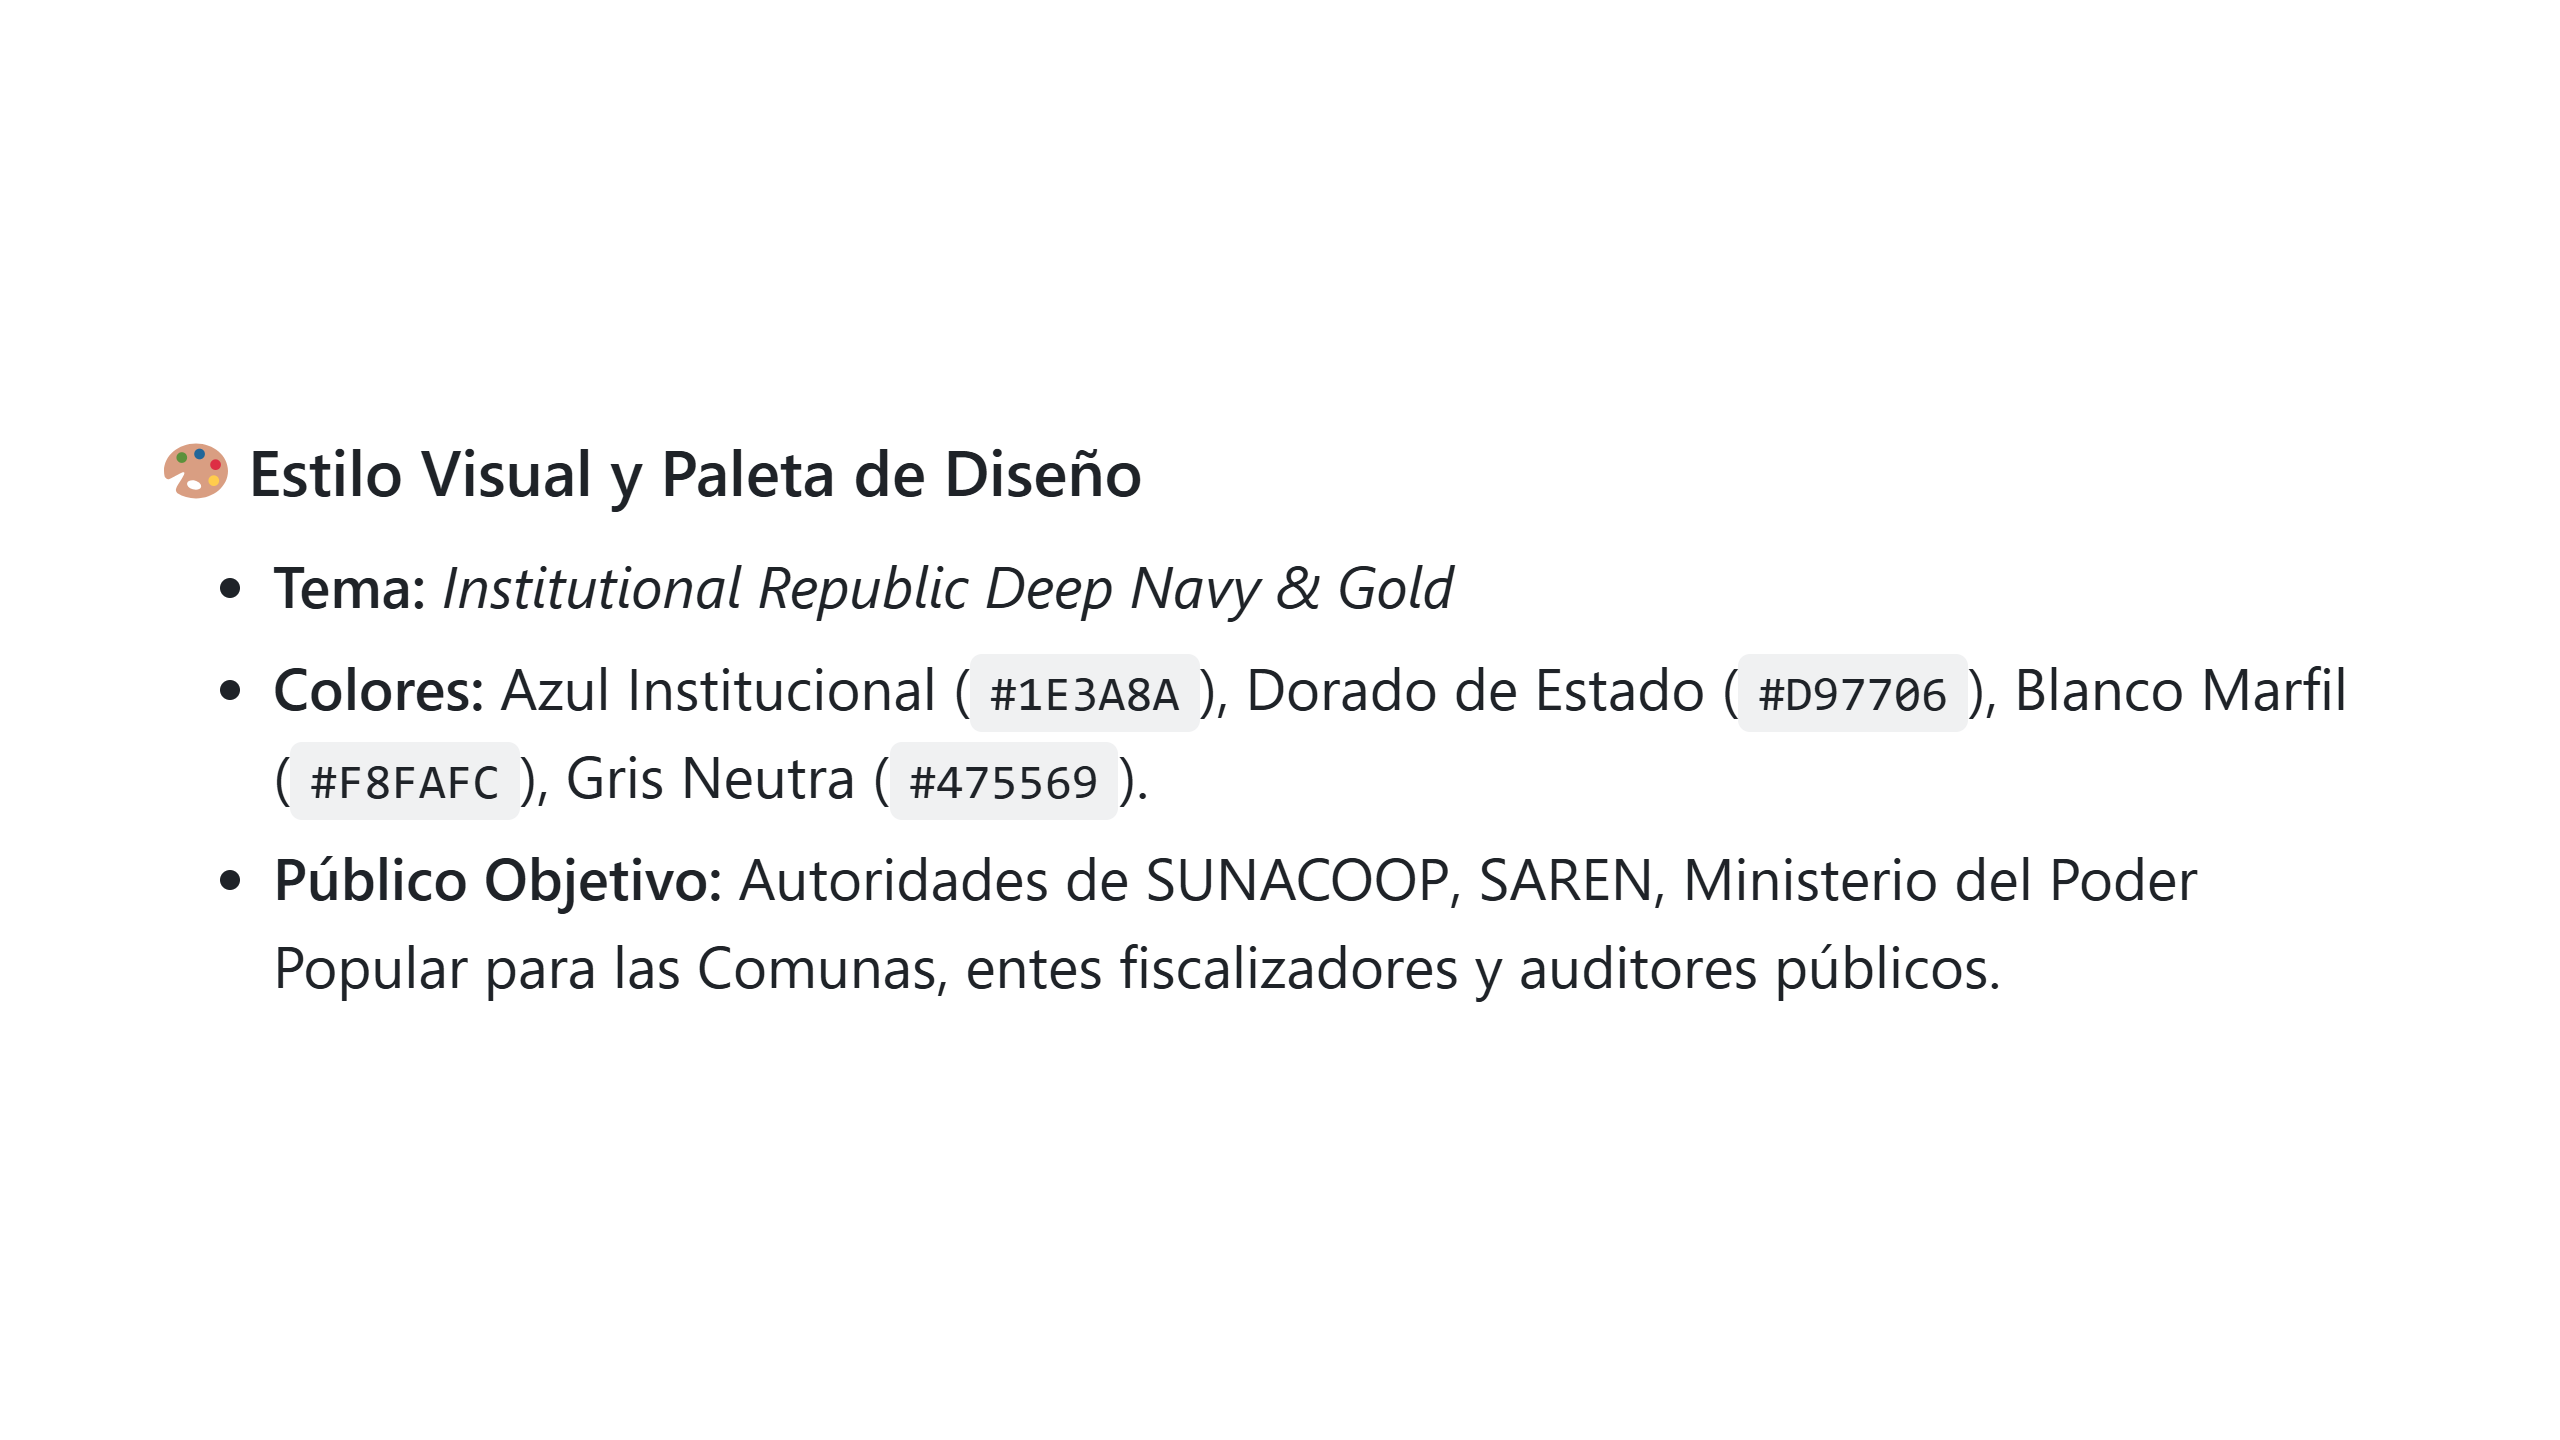 🎨 Estilo Visual y Paleta de Diseño
• Tema: Institutional Republic Deep Navy & Gold
• Colores: Azul Institucional (#1E3A8A), Dorado de Estado (#D97706), Blanco Marfil
(#F8FAFC), Gris Neutra (#475569).
• Público Objetivo: Autoridades de SUNACOOP, SAREN, Ministerio del Poder
Popular para las Comunas, entes fiscalizadores y auditores públicos.